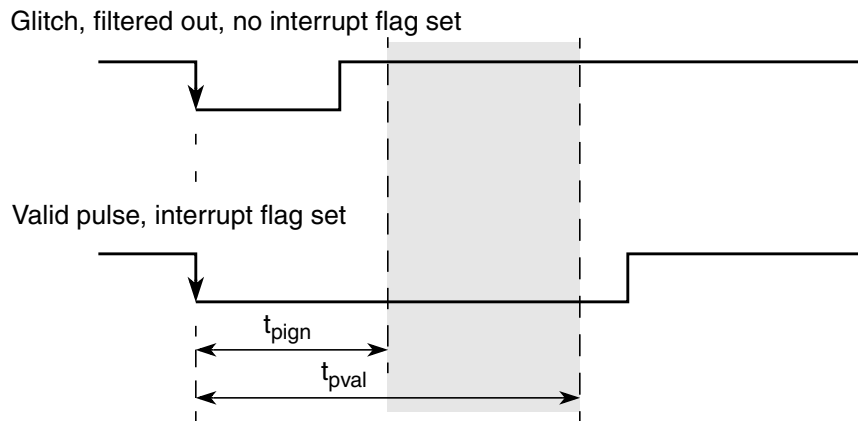 Glitch, filtered out, no interrupt flag set
Valid pulse, interrupt flag set
tpign
tpval